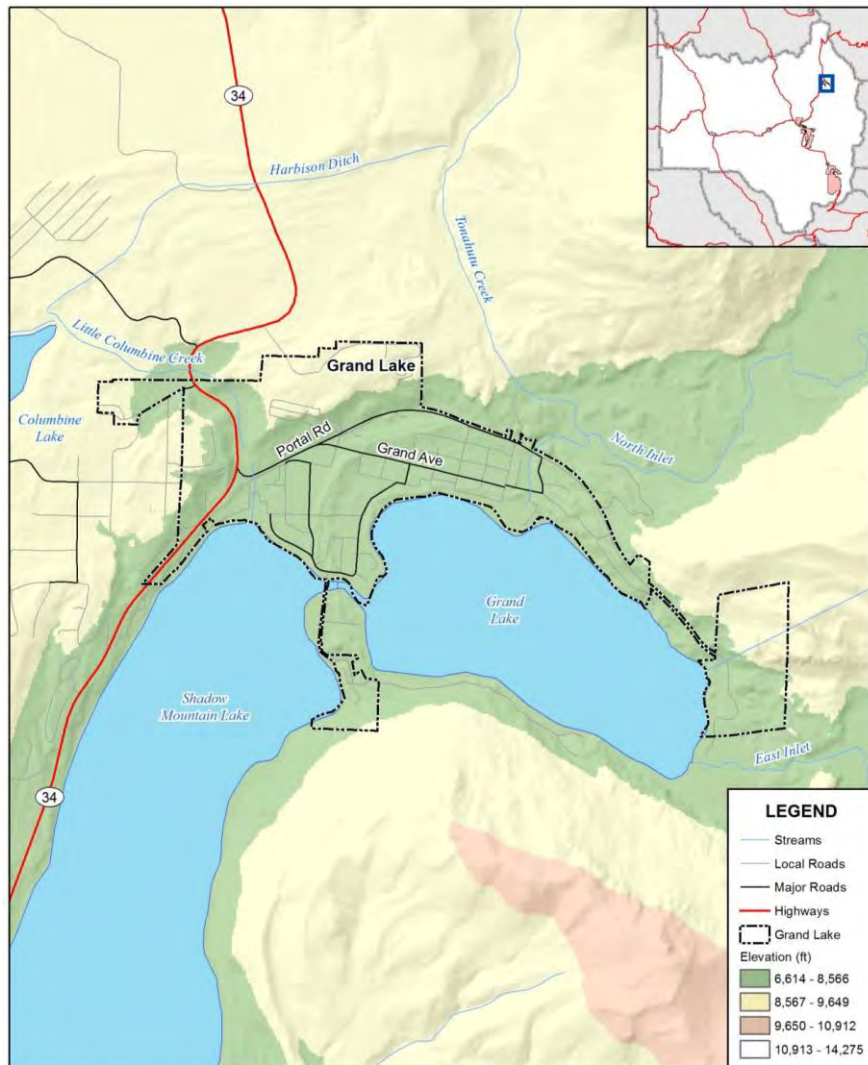 34
Harbison Ditch
Tonahutu Creek
Little Columbine Creek
Grand Lake
Columbine
Lake
Portal Rd
Grand Ave
North Inlet
Grand
Lake
Shadow
Mountain Lake
East Inlet
34
LEGEND
Streams
Local Roads
Major Roads
Highways
Grand Lake
Elevation (ft)
6,614 - 8,566
8,567 - 9,649
9,650 - 10,912
10,913 - 14,275